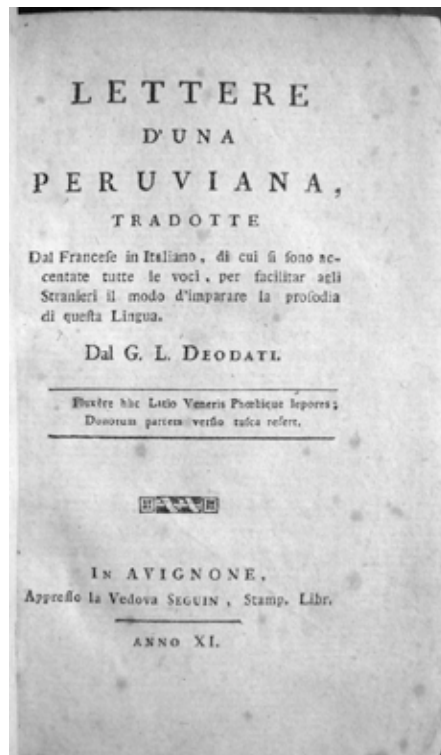 LETTERE
D'UNA
PERUVIANA,
TRADOTTE
Dal Franceſe in Italiano, di cui ſi ſono ac-
centate tutte le voci, per facilitar agli
Stranieri il modo d'imparare la proſodia
di queſta Lingua.
Dal G. L. DEODATI.
Fluxêre hîc Latio Veneris Phœbique lepores;
Donorum partem verſio tuſca refert.
IN AVIGNONE,
Appreſſo la Vedova SEGUIN, Stamp. Libr.
ANNO XI.